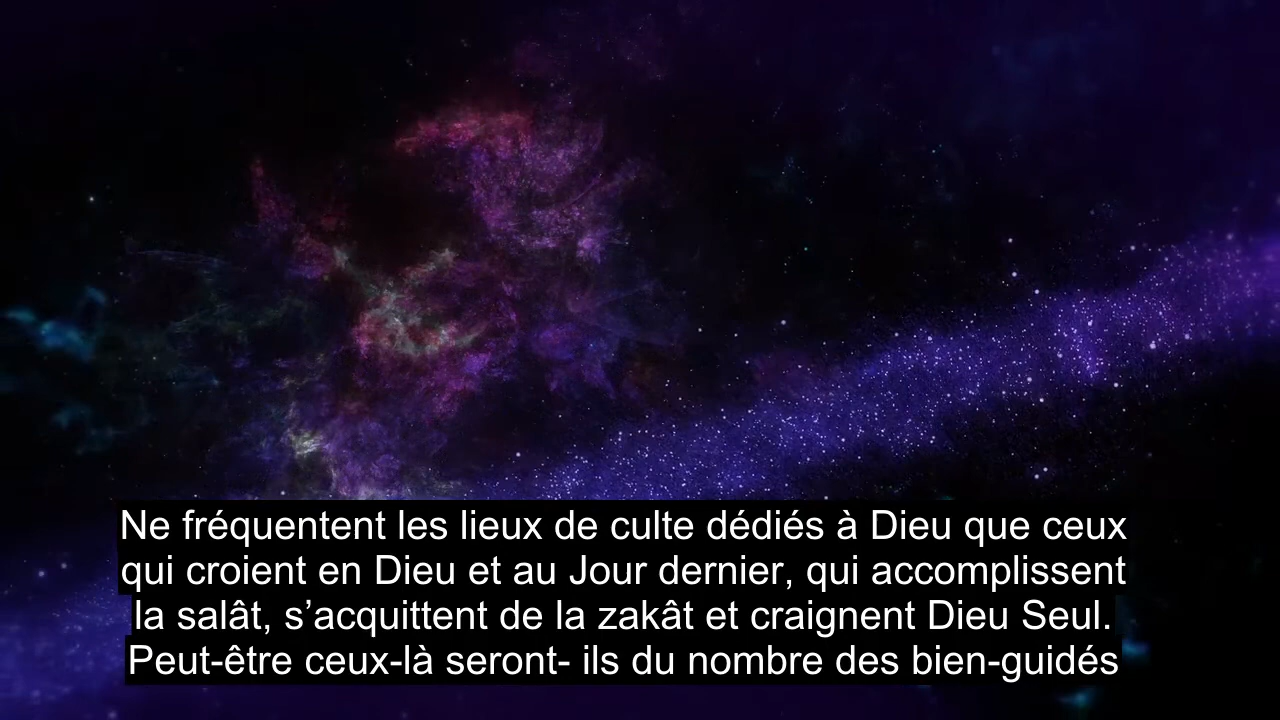 Ne fréquentent les lieux de culte dédiés à Dieu que ceux
qui croient en Dieu et au Jour dernier, qui accomplissent
la salât, s’acquittent de la zakât et craignent Dieu Seul.
Peut-être ceux-là seront- ils du nombre des bien-guidés